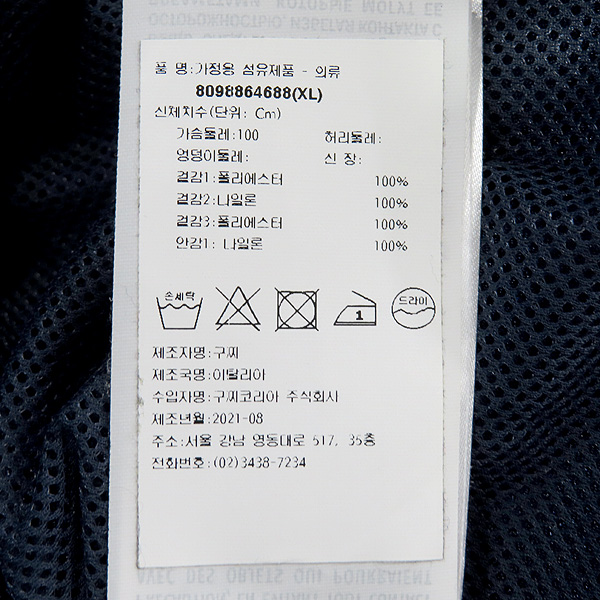 품 명:가정용 섬유제품 - 의류
8098864688(XL)
신체치수(단위: Cm)
가슴둘레:100 허리둘레:
엉덩이둘레: 신 장:
겉감1:폴리에스터 100%
겉감2:나일론 100%
겉감3:폴리에스터 100%
안감1: 나일론 100%
손세탁
1
드라이
제조자명:구찌
제조국명:이탈리아
수입자명:구찌코리아 주식회사
제조년월:2021-08
주소:서울 강남 영동대로 517, 35층
전화번호:(02)3438-7234
AVEC DES OBJETS QUI POURRAIENT